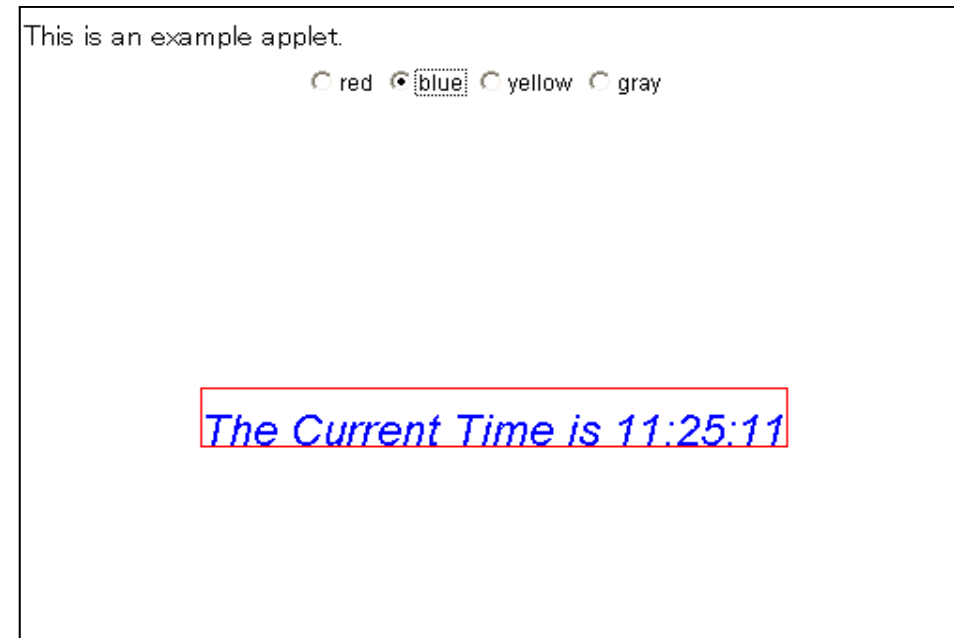 This is an example applet.
red blue yellow gray
The Current Time is 11:25:11